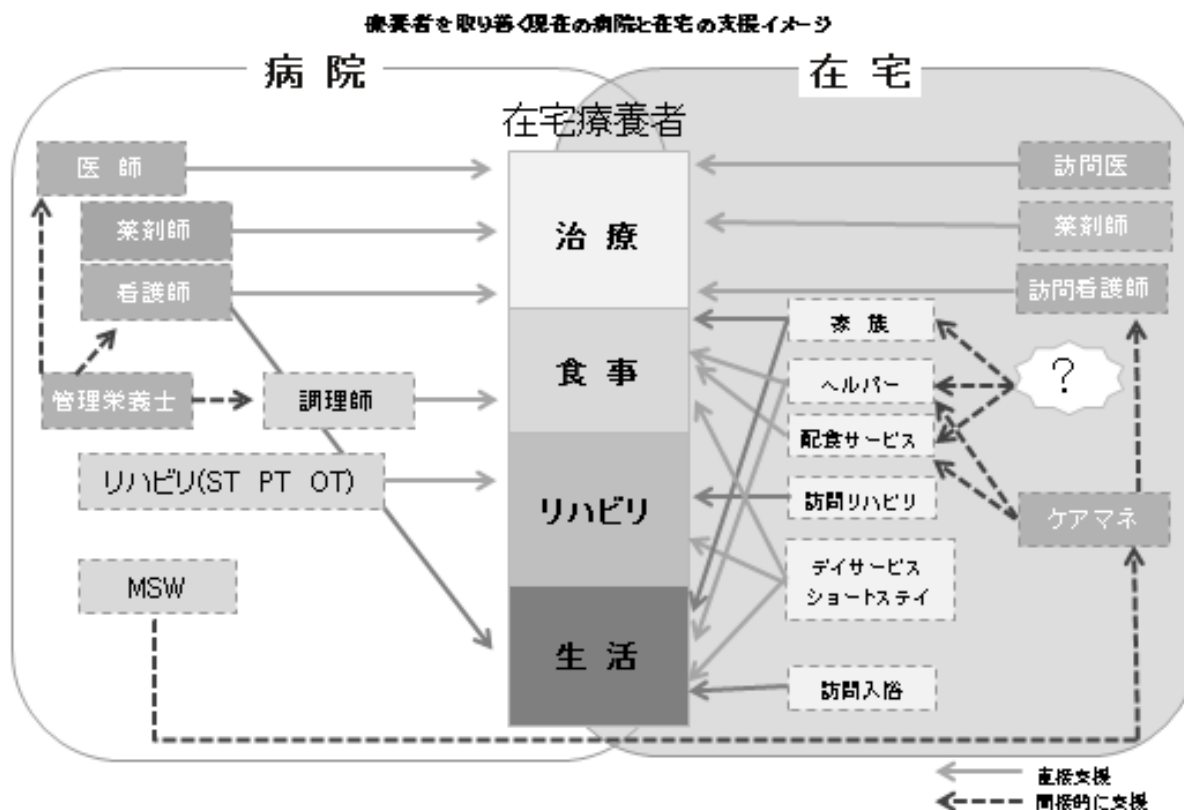 療養者を取り巻く現在の病院と在宅の支援イメージ
病院
在宅
在宅療養者
医師
薬剤師
看護師
管理栄養士
調理師
リハビリ(ST PT OT)
MSW
治療
食事
リハビリ
生活
訪問医
薬剤師
訪問看護師
家族
ヘルパー
配食サービス
訪問リハビリ
デイサービス
ショートステイ
訪問入浴
?
ケアマネ
直接支援
間接的に支援